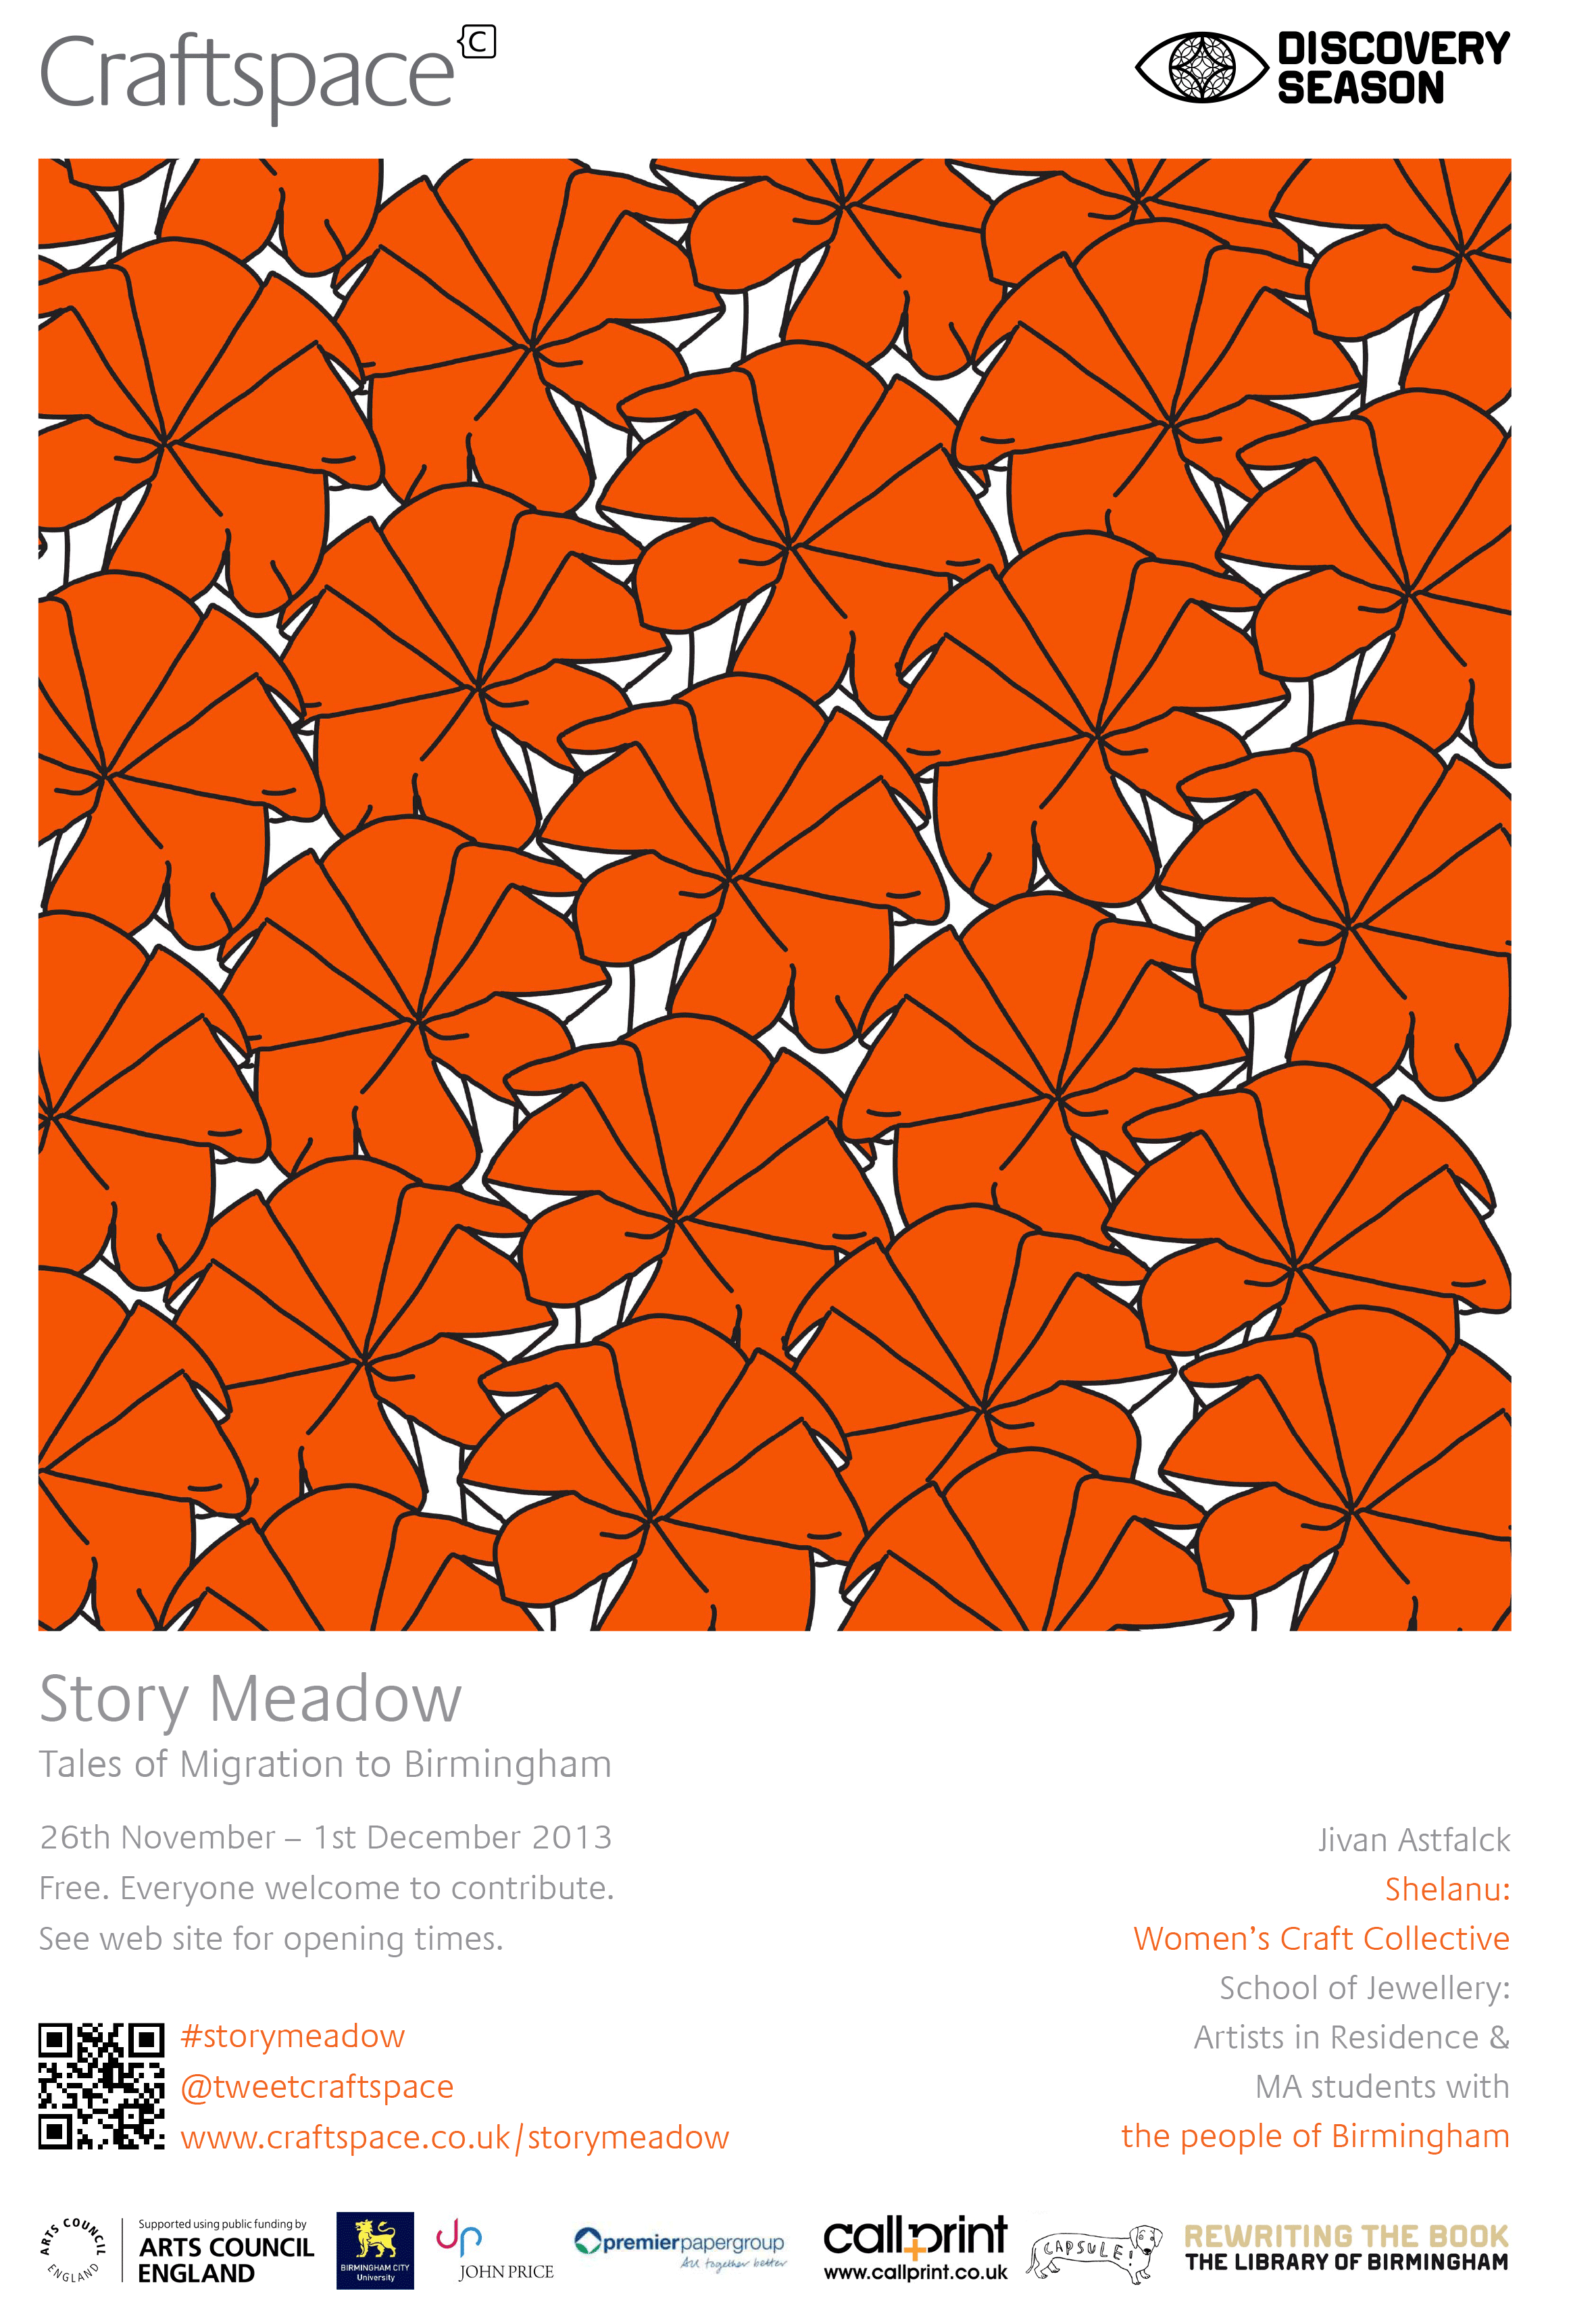 Craftspace
C
DISCOVERY
SEASON
Story Meadow
Tales of Migration to Birmingham
26th November – 1st December 2013
Free. Everyone welcome to contribute.
See web site for opening times.
#storymeadow
@tweetcraftspace
www.craftspace.co.uk/storymeadow
Jivan Astfalck
Shelanu:
Women’s Craft Collective
School of Jewellery:
Artists in Residence &
MA students with
the people of Birmingham
ARTS COUNCIL
ENGLAND
Supported using public funding by
ARTS COUNCIL
ENGLAND
BIRMINGHAM CITY
University
JP
JOHN PRICE
premierpapergroup
All together better
callprint
www.callprint.co.uk
CAPSULE!
REWRITING THE BOOK
THE LIBRARY OF BIRMINGHAM